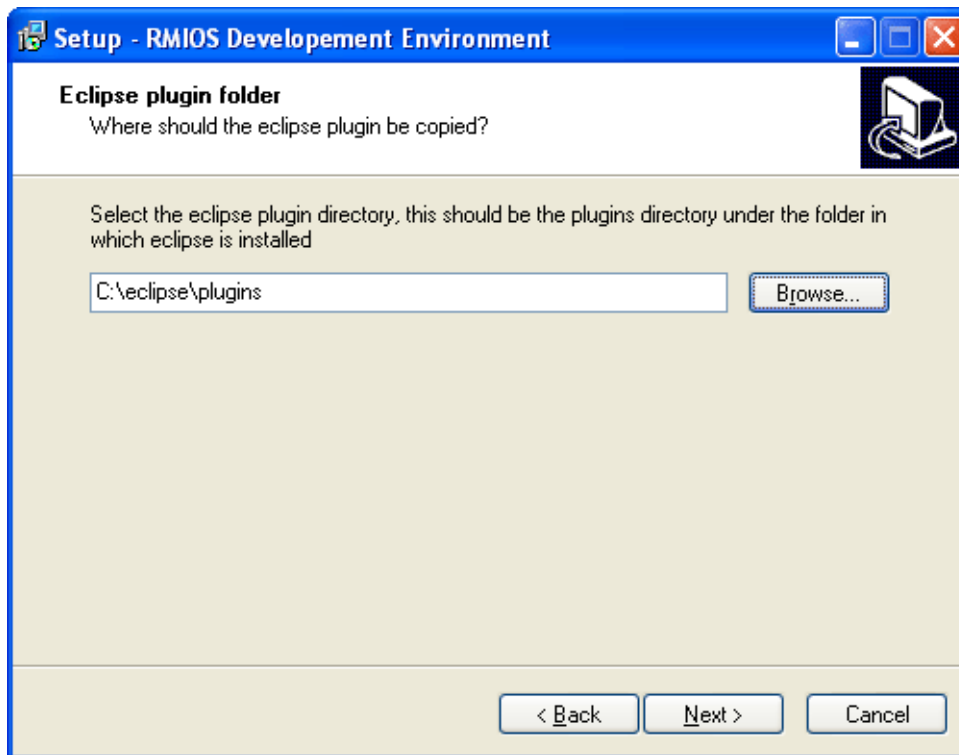 Setup - RMIOS Developement Environment
Eclipse plugin folder
Where should the eclipse plugin be copied?
Select the eclipse plugin directory, this should be the plugins directory under the folder in
which eclipse is installed
C:\eclipse\plugins
Browse...
< Back
Next >
Cancel